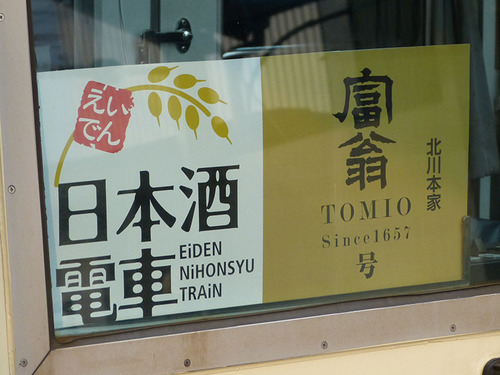 えいでん
日本酒
電車
EiDEN
NiHONSYU
TRAiN
富翁
TOMIO
Since1657
号
北川本家